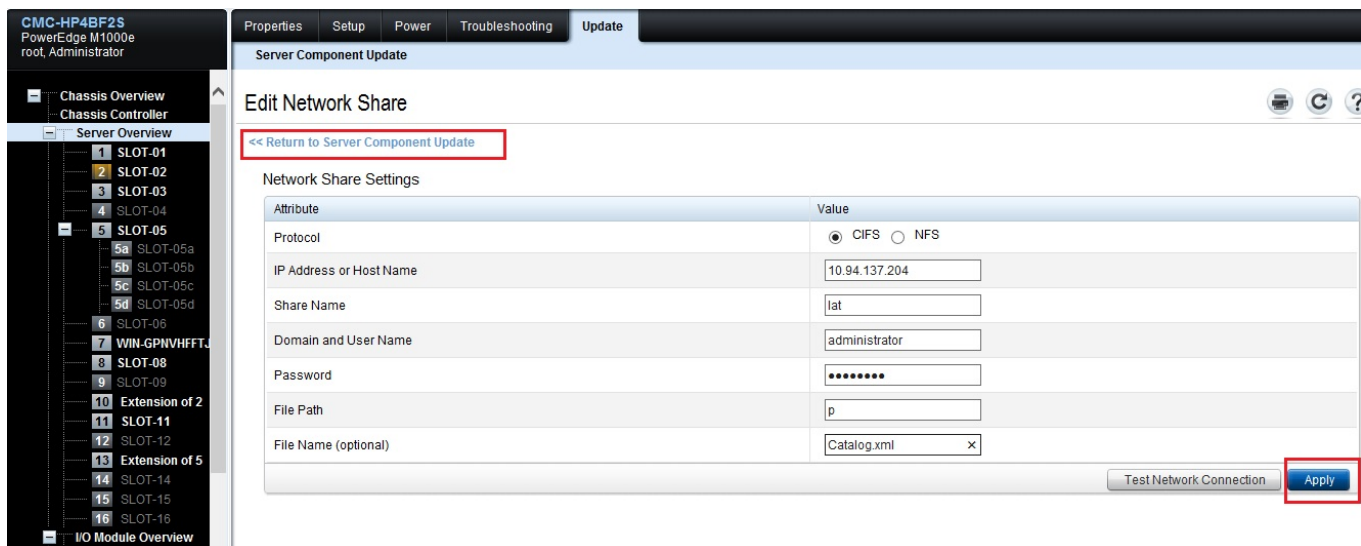 CMC-HP4BF2S
PowerEdge M1000e
root, Administrator
Properties Setup Power Troubleshooting Update
Server Component Update
Chassis Overview
Chassis Controller
Server Overview
1 SLOT-01
2 SLOT-02
3 SLOT-03
4 SLOT-04
5 SLOT-05
5a SLOT-05a
5b SLOT-05b
5c SLOT-05c
5d SLOT-05d
6 SLOT-06
7 WIN-GPNVHFFTJ
8 SLOT-08
9 SLOT-09
10 Extension of 2
11 SLOT-11
12 SLOT-12
13 Extension of 5
14 SLOT-14
15 SLOT-15
16 SLOT-16
I/O Module Overview
Edit Network Share
C ?
<< Return to Server Component Update
Network Share Settings
Attribute Value
Protocol CIFS NFS
IP Address or Host Name 10.94.137.204
Share Name lat
Domain and User Name administrator
Password ••••••••
File Path p
File Name (optional) Catalog.xml ×
Test Network Connection Apply